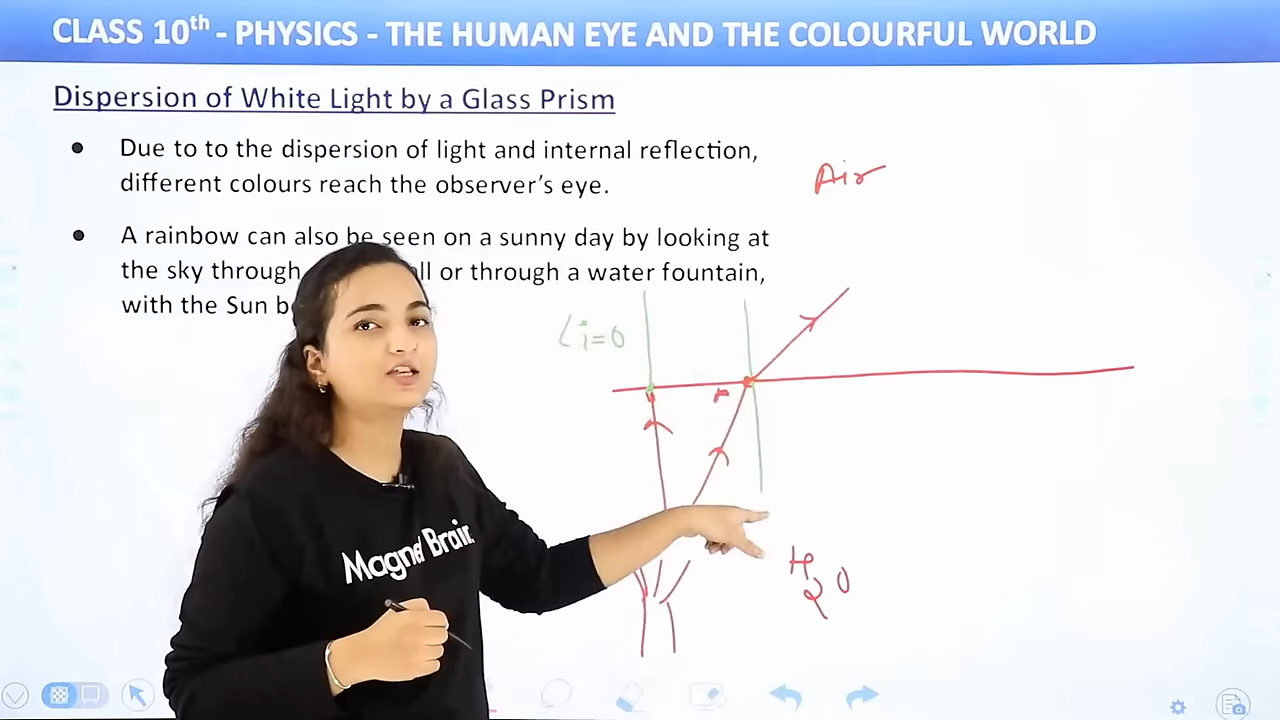 CLASS 10th - PHYSICS - THE HUMAN EYE AND THE COLOURFUL WORLD
Dispersion of White Light by a Glass Prism
• Due to to the dispersion of light and internal reflection,
different colours reach the observer's eye.
• A rainbow can also be seen on a sunny day by looking at
the sky through ll or through a water fountain,
with the Sun b
Air
∠i=0
r
H2O
Magnet Brain